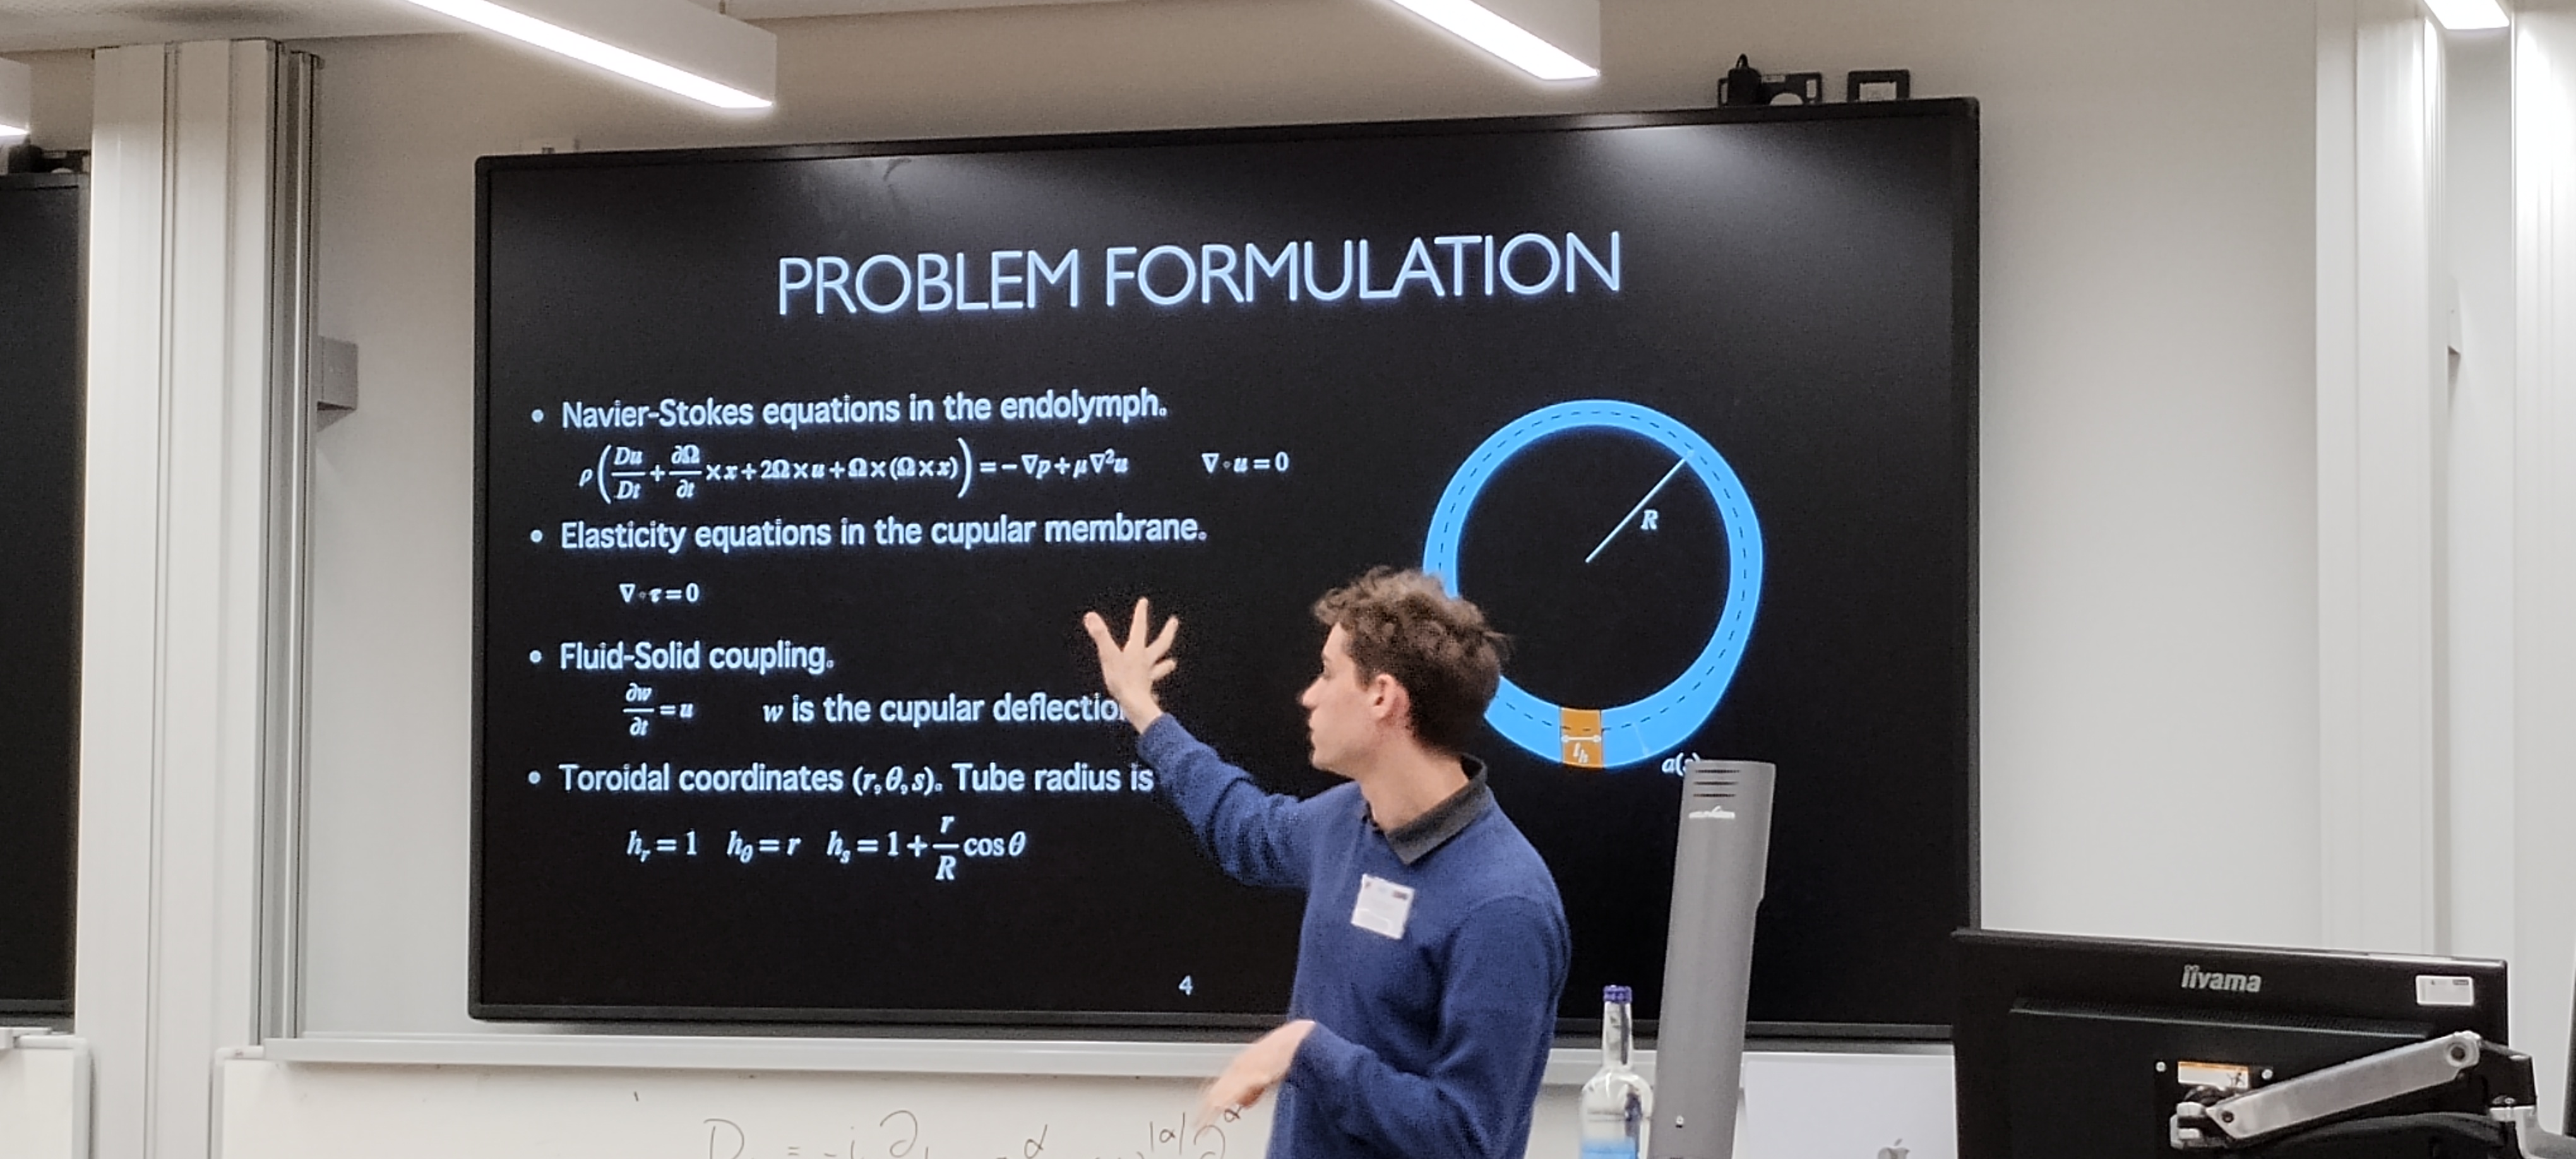 PROBLEM FORMULATION
• Navier-Stokes equations in the endolymph.
ρ(Du/Dt + ∂Ω/∂t × x + 2Ω × u + Ω × (Ω × x)) = −∇p + μ∇²u ∇·u = 0
• Elasticity equations in the cupular membrane.
∇·τ = 0
• Fluid-Solid coupling.
∂w/∂t = u w is the cupular
• Toroidal coordinates (r, θ, s). Tube radius is
h_r = 1 h_θ = r h_s = 1 + r/R cos θ
4
R
l_h
iiyama